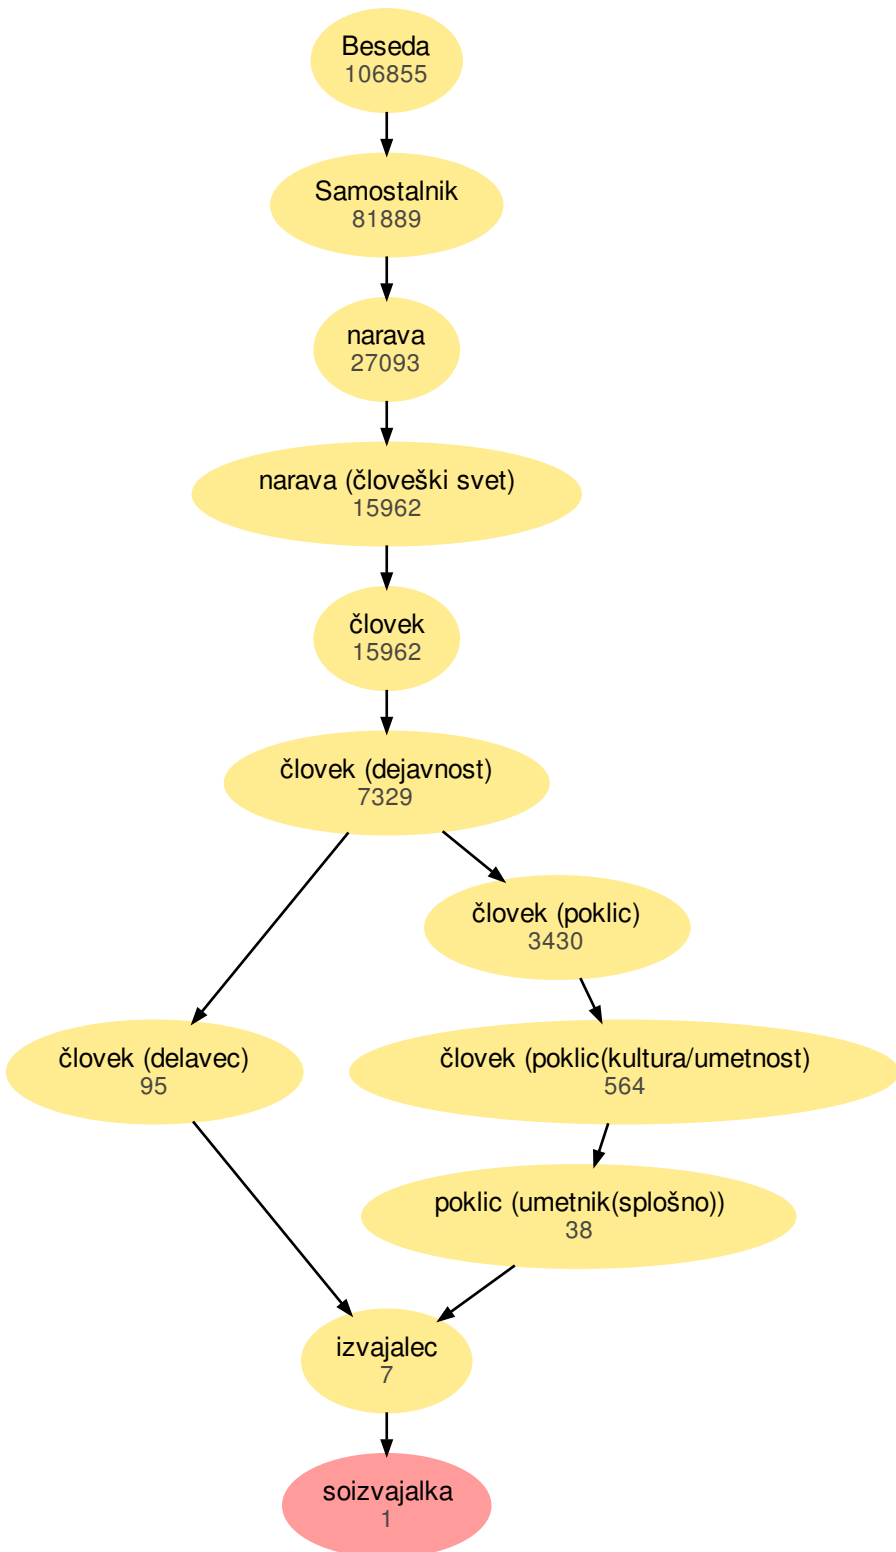 Beseda
106855
Samostalnik
81889
narava
27093
narava (človeški svet)
15962
človek
15962
človek (dejavnost)
7329
človek (poklic)
3430
človek (delavec)
95
človek (poklic(kultura/umetnost)
564
poklic (umetnik(splošno))
38
izvajalec
7
soizvajalka
1